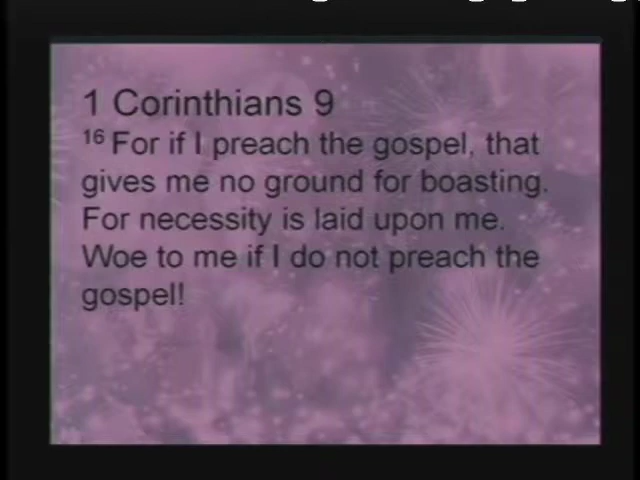 1 Corinthians 9
16 For if I preach the gospel, that
gives me no ground for boasting.
For necessity is laid upon me.
Woe to me if I do not preach the
gospel!